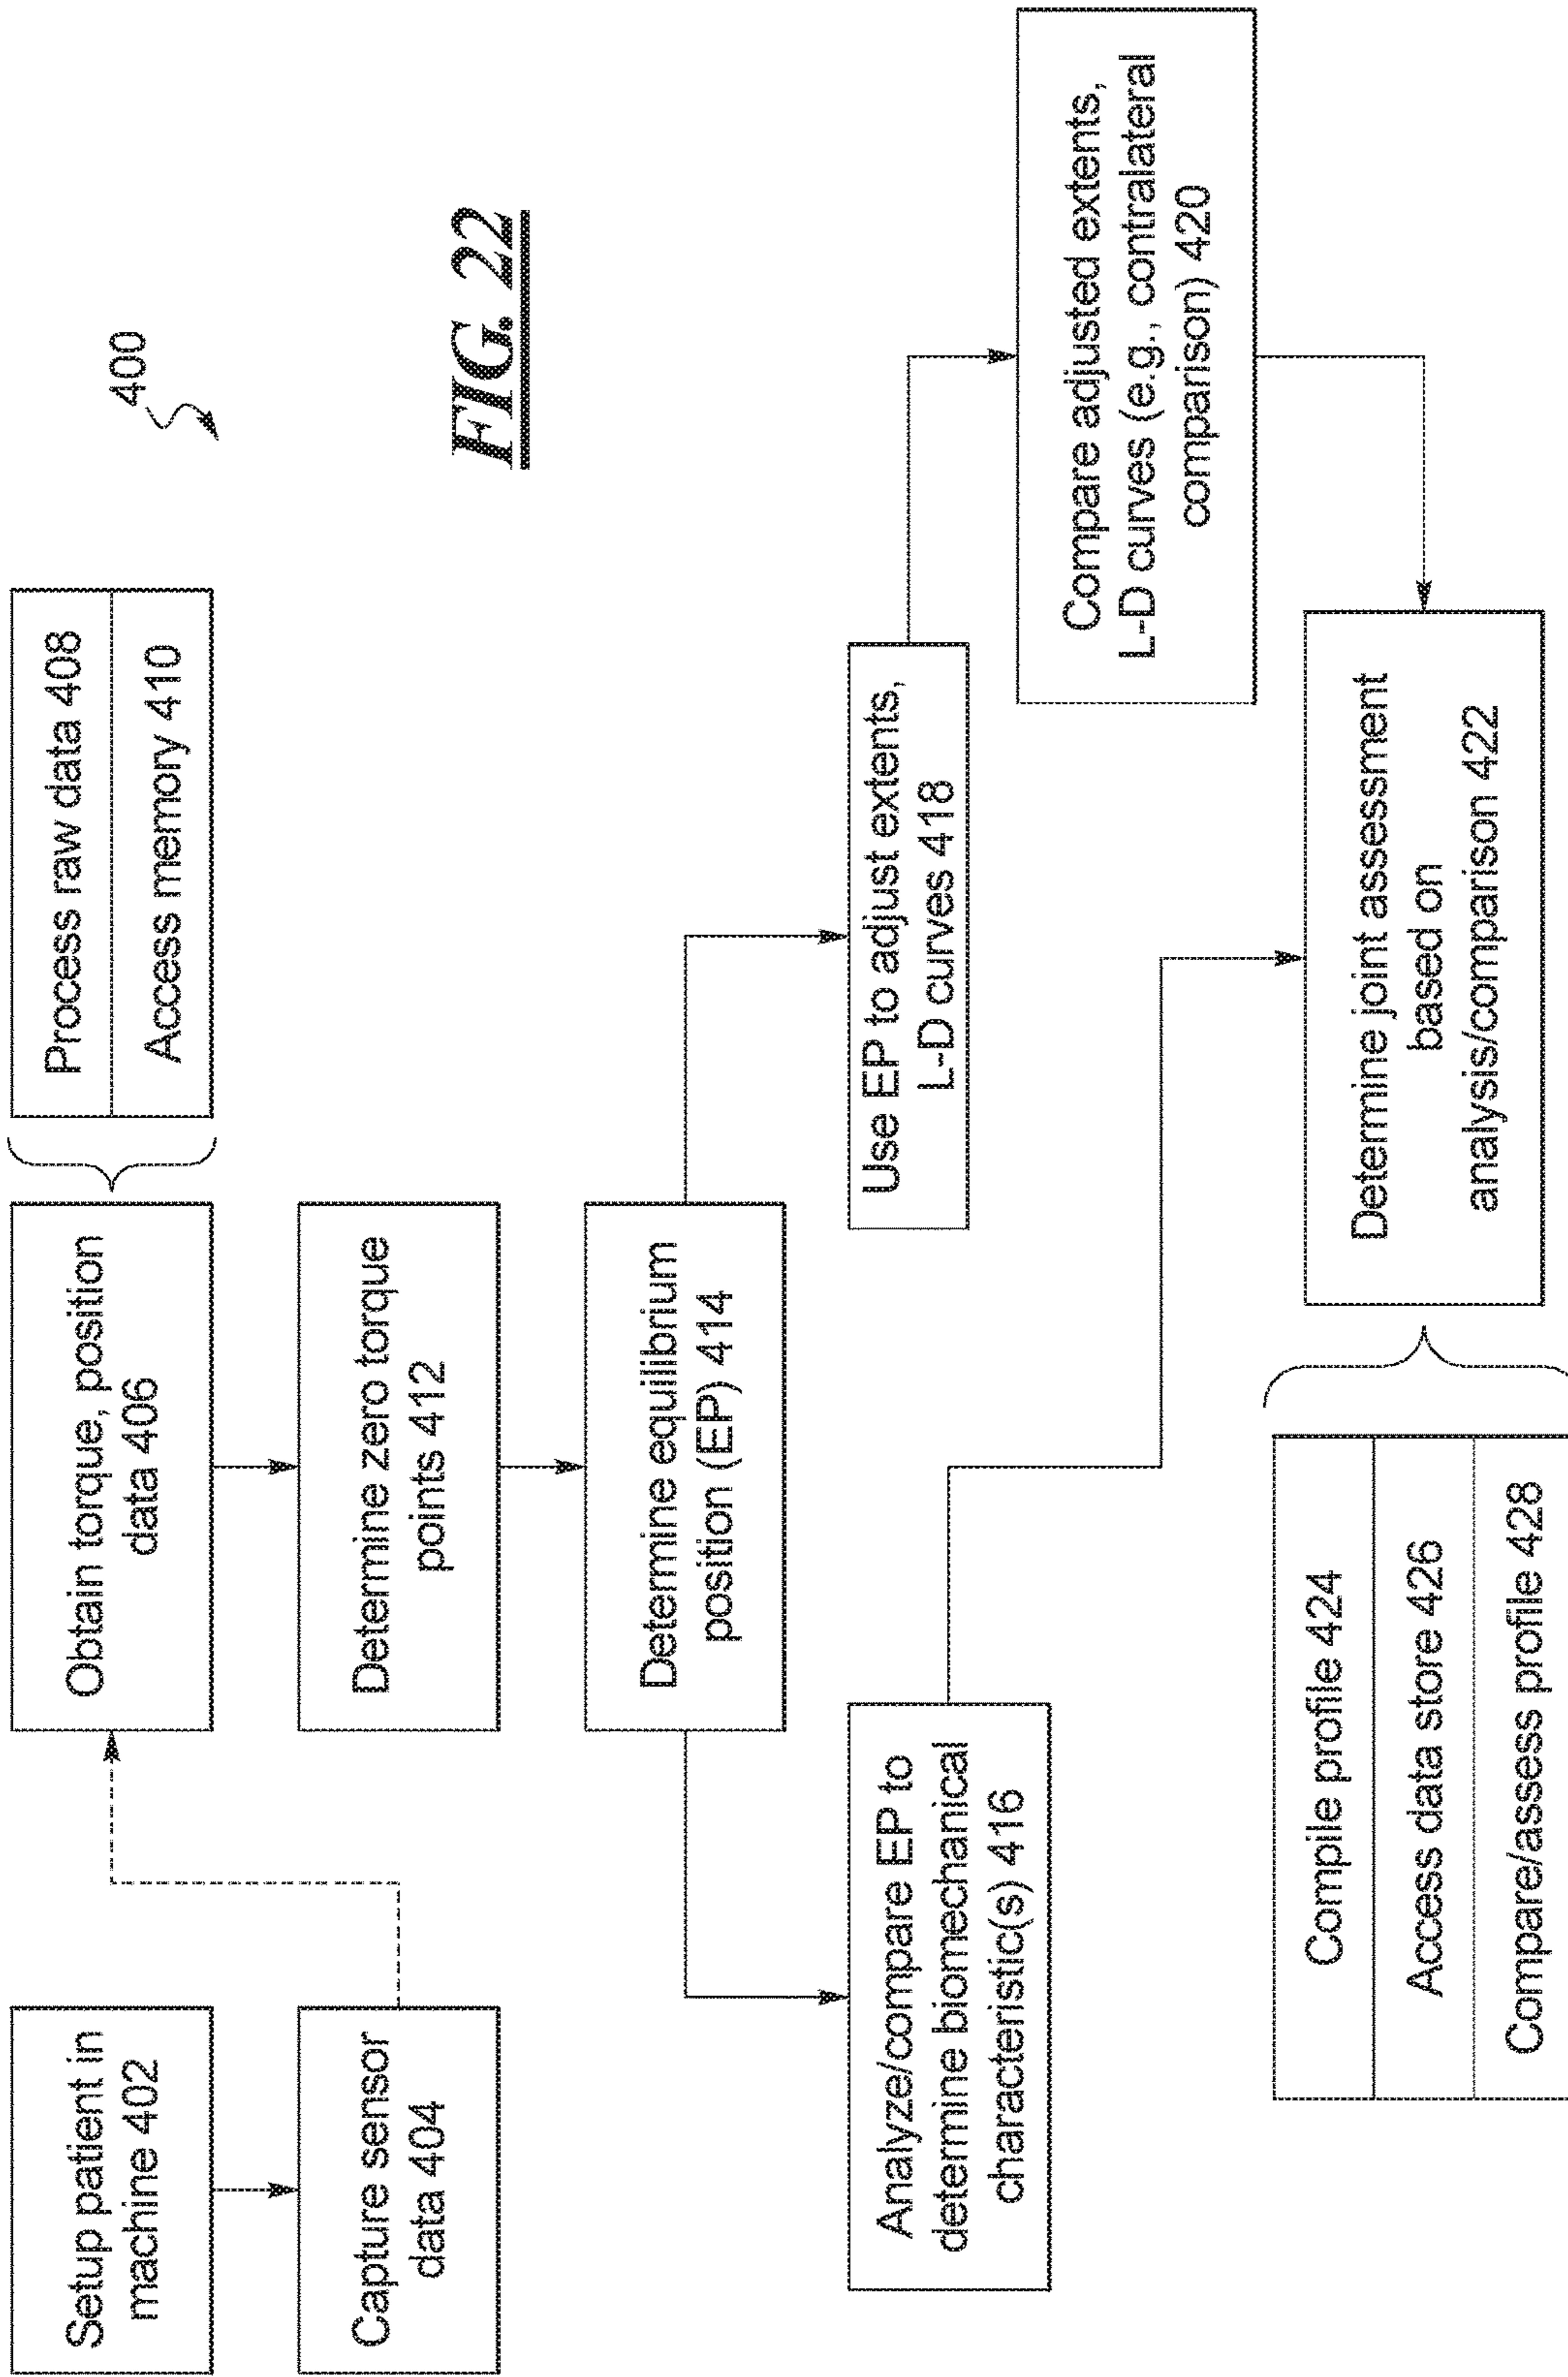 400
FIG. 22
Setup patient in
machine 402
Capture sensor
data 404
Obtain torque, position
data 406
Process raw data 408
Access memory 410
Determine zero torque
points 412
Determine equilibrium
position (EP) 414
Analyze/compare EP to
determine biomechanical
characteristic(s) 416
Use EP to adjust extents,
L-D curves 418
Compare adjusted extents,
L-D curves (e.g., contralateral
comparison) 420
Determine joint assessment
based on
analysis/comparison 422
Compile profile 424
Access data store 426
Compare/assess profile 428